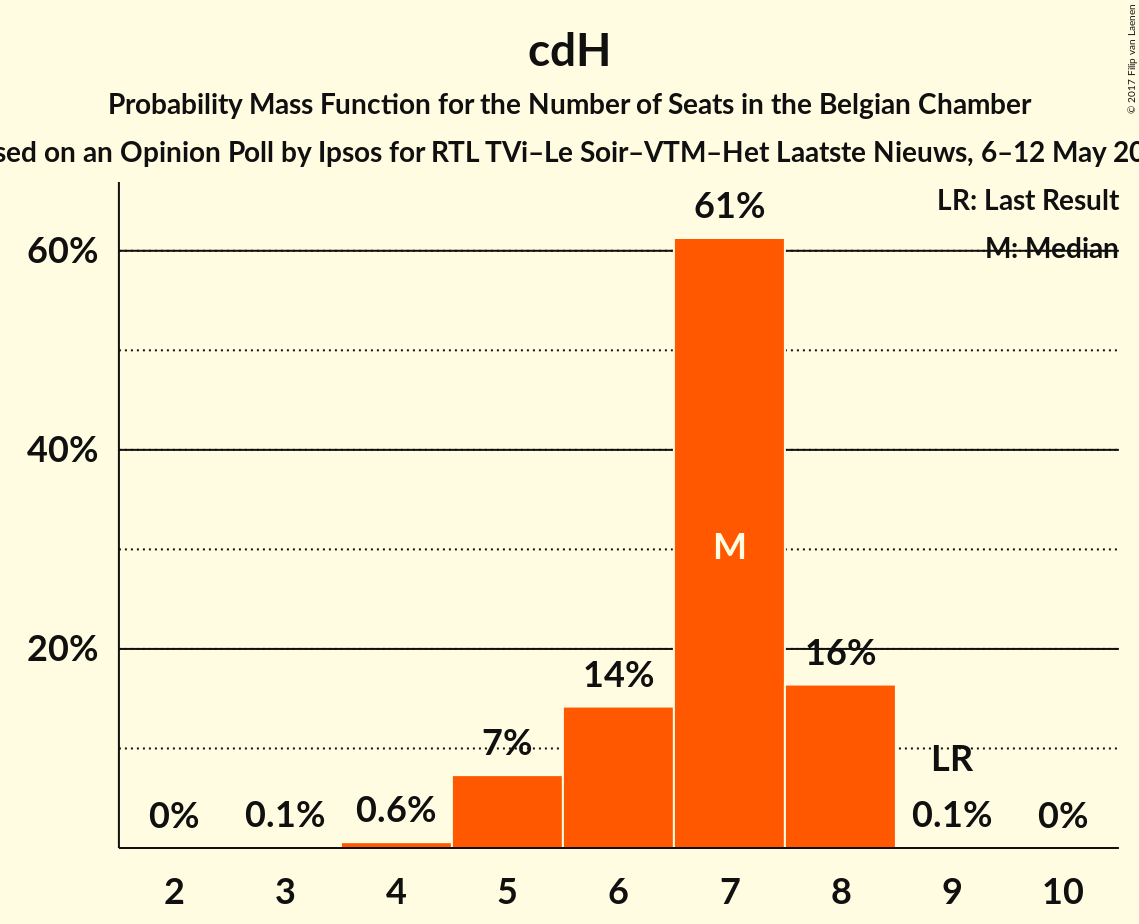 cdH
Probability Mass Function for the Number of Seats in the Belgian Chamber
on an Opinion Poll by Ipsos for RTL TVi–Le Soir–VTM–Het Laatste Nieuws, 6–12 May
© 2017 Filip van Laenen
LR: Last Result
M: Median
60%
40%
20%
0%
0.1%
0.6%
7%
14%
61%
M
16%
LR
0.1%
0%
2 3 4 5 6 7 8 9 10